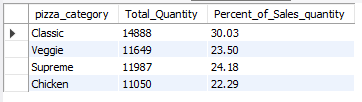 pizza_category Total_Quantity Percent_of_Sales_quantity
Classic 14888 30.03
Veggie 11649 23.50
Supreme 11987 24.18
Chicken 11050 22.29